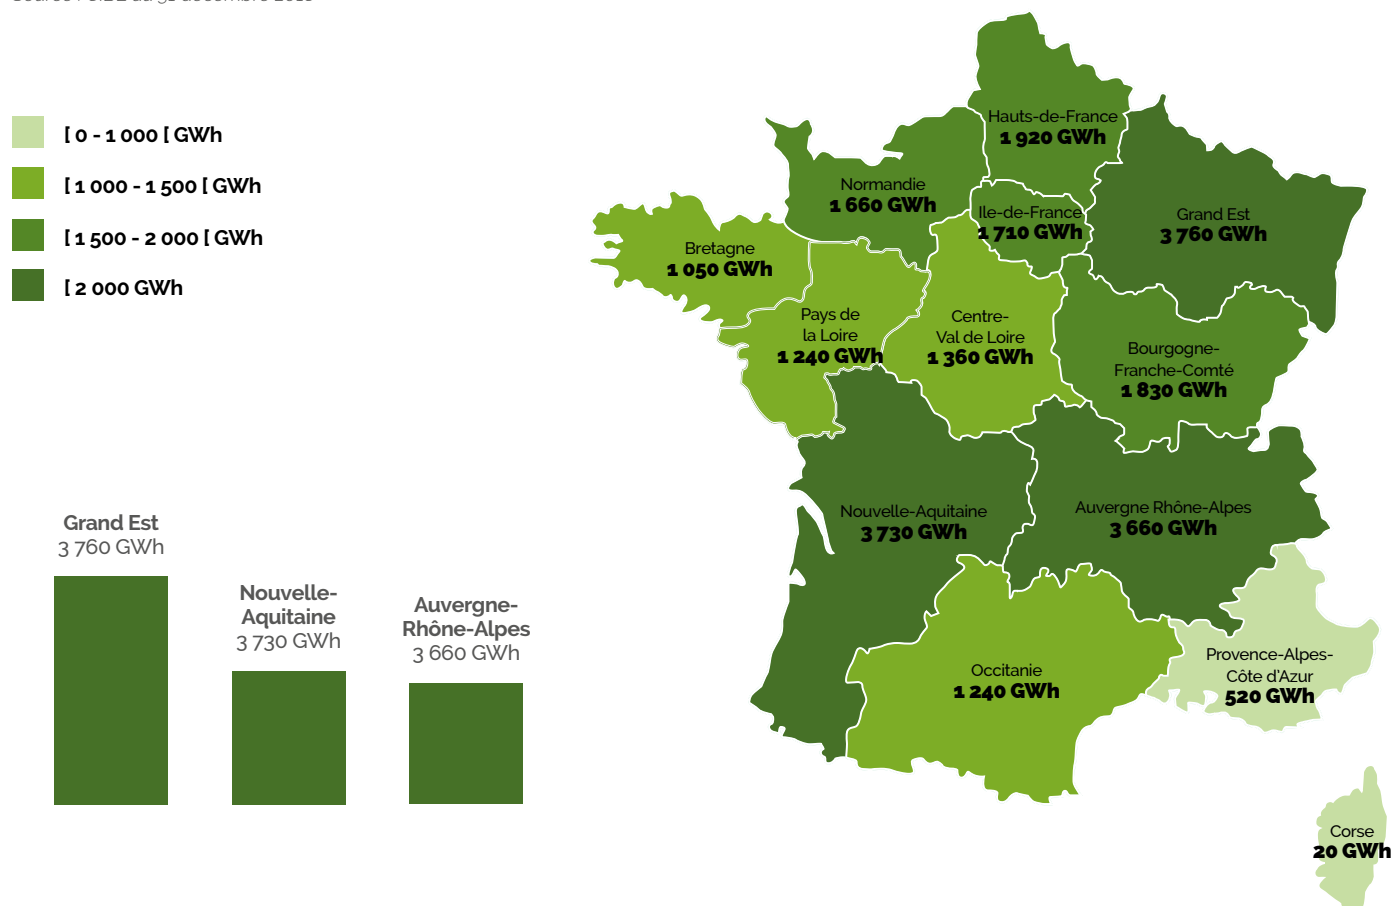 [ 0 - 1 000 [ GWh
[ 1 000 - 1 500 [ GWh
[ 1 500 - 2 000 [ GWh
[ 2 000 GWh
Grand Est
3 760 GWh
Nouvelle-
Aquitaine
3 730 GWh
Auvergne-
Rhône-Alpes
3 660 GWh
Hauts-de-France
1 920 GWh
Normandie
1 660 GWh
Ile-de-France
1 710 GWh
Grand Est
3 760 GWh
Bretagne
1 050 GWh
Pays de
la Loire
1 240 GWh
Centre-
Val de Loire
1 360 GWh
Bourgogne-
Franche-Comté
1 830 GWh
Nouvelle-Aquitaine
3 730 GWh
Auvergne Rhône-Alpes
3 660 GWh
Occitanie
1 240 GWh
Provence-Alpes-
Côte d'Azur
520 GWh
Corse
20 GWh